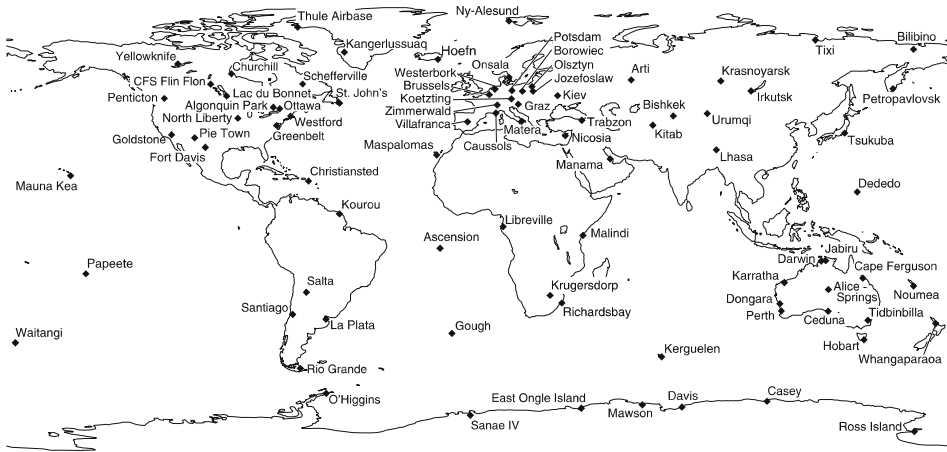 Thule Airbase
Ny-Alesund
Kangerlussuaq
Hoefn
Potsdam
Borowiec
Olsztyn
Jozefoslaw
Onsala
Westerbork
Brussels
Koetzting
Zimmerwald
Villafranca
Graz
Matera
Caussols
Kiev
Arti
Tixi
Bilibino
Krasnoyarsk
Irkutsk
Petropavlovsk
Yellowknife
Churchill
CFS Flin Flon
Schefferville
Penticton
Lac du Bonnet
St. John's
Algonquin Park
Ottawa
North Liberty
Westford
Goldstone
Pie Town
Greenbelt
Fort Davis
Trabzon
Nicosia
Bishkek
Kitab
Urumqi
Tsukuba
Lhasa
Maspalomas
Manama
Mauna Kea
Christiansted
Dededo
Kourou
Libreville
Malindi
Ascension
Papeete
Darwin
Jabiru
Cape Ferguson
Karratha
Salta
Krugersdorp
Alice
Springs
Noumea
Santiago
La Plata
Richardsbay
Dongara
Perth
Ceduna
Tidbinbilla
Waitangi
Gough
Hobart
Whangaparaoa
Kerguelen
Rio Grande
O'Higgins
East Ongle Island
Mawson
Davis
Casey
Sanae IV
Ross Island